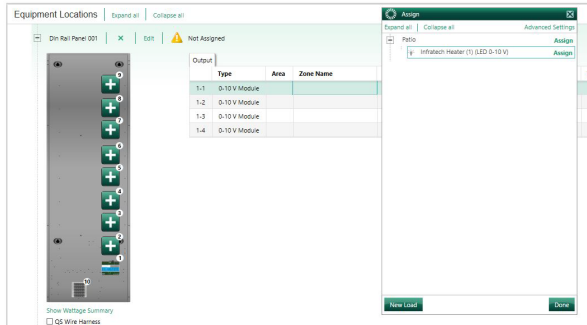 Equipment Locations Expand all Collapse all
Din Rail Panel 001 × Edit Not Assigned
9
8
7
6
5
4
3
2
1
10
Show Wattage Summary
QS Wire Harness
Output
Type Area Zone Name
1-1 0-10 V Module
1-2 0-10 V Module
1-3 0-10 V Module
1-4 0-10 V Module
Assign
Expand all Collapse all Advanced Settings
Patio Assign
Infratech Heater (1) (LED 0-10 V) Assign
New Load Done